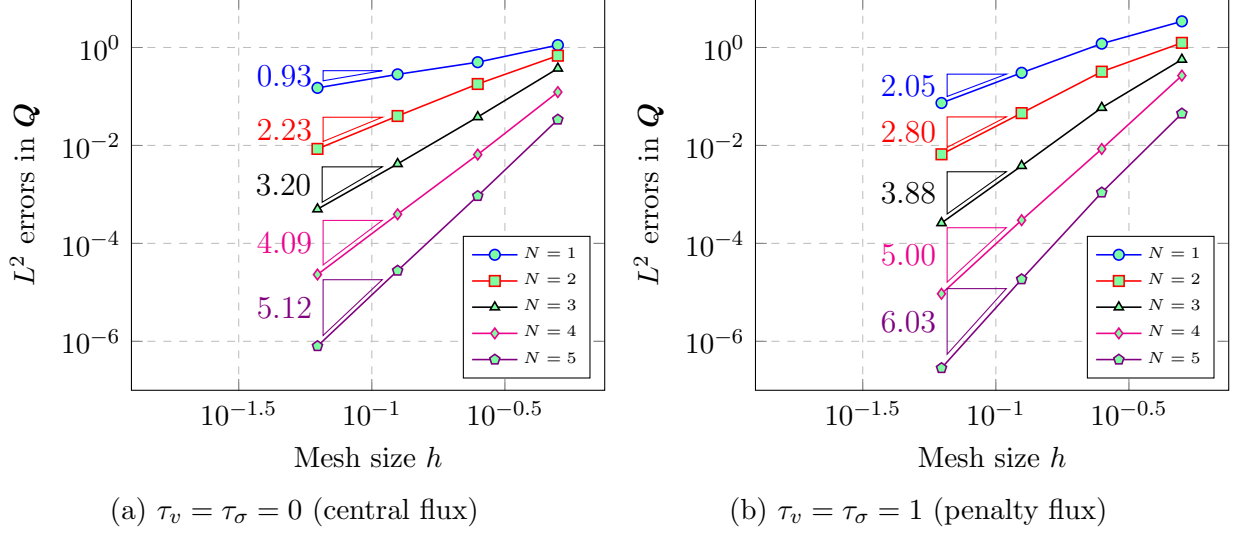 10^0
10^−2
10^−4
10^−6
L^2 errors in Q
0.93
2.23
3.20
4.09
5.12
N = 1
N = 2
N = 3
N = 4
N = 5
10^−1.5
10^−1
10^−0.5
Mesh size h
(a) τ_v = τ_σ = 0 (central flux)
10^0
10^−2
10^−4
10^−6
L^2 errors in Q
2.05
2.80
3.88
5.00
6.03
N = 1
N = 2
N = 3
N = 4
N = 5
10^−1.5
10^−1
10^−0.5
Mesh size h
(b) τ_v = τ_σ = 1 (penalty flux)